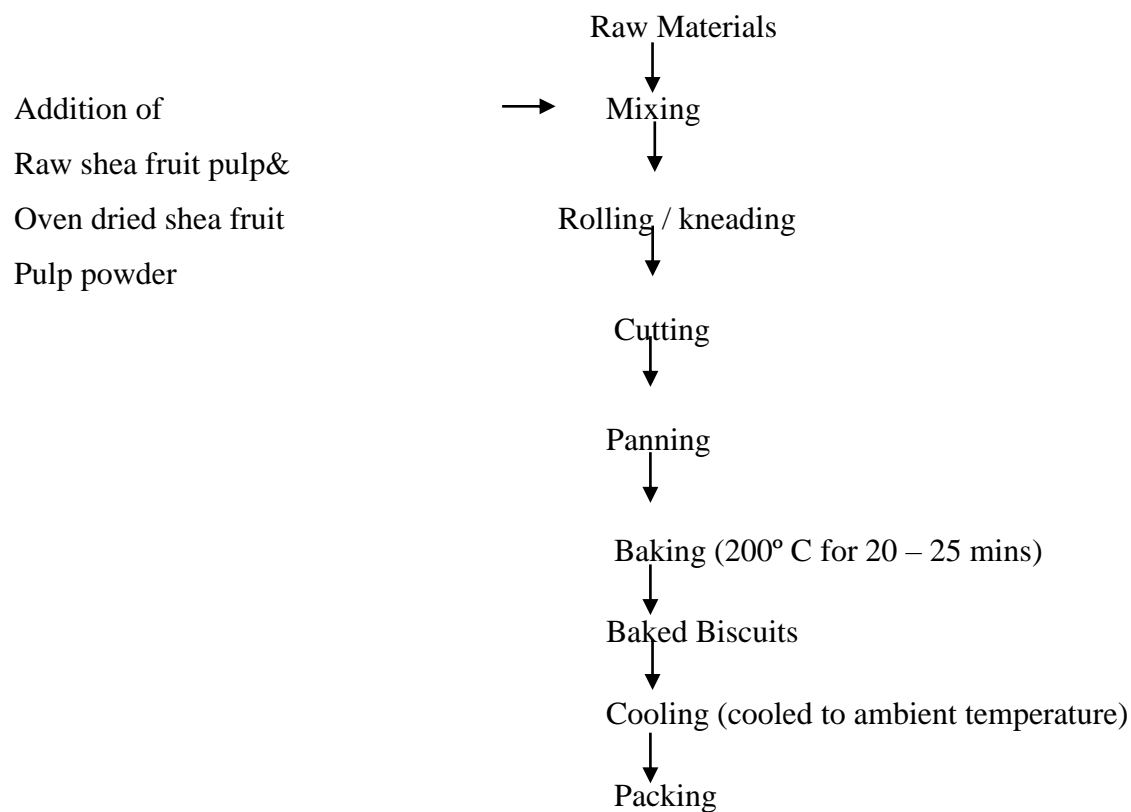 Raw Materials
Addition of
Raw shea fruit pulp&
Oven dried shea fruit
Pulp powder
Mixing
Rolling / kneading
Cutting
Panning
Baking (200º C for 20 – 25 mins)
Baked Biscuits
Cooling (cooled to ambient temperature)
Packing